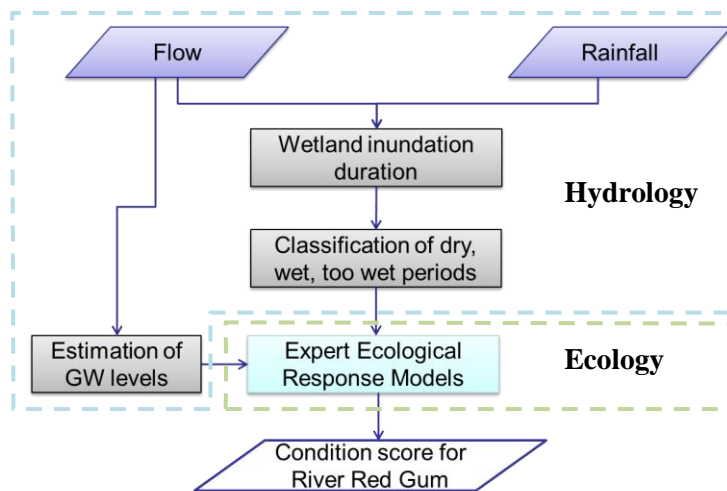 Flow
Rainfall
Wetland inundation
duration
Hydrology
Classification of dry,
wet, too wet periods
Estimation of
GW levels
Expert Ecological
Response Models
Ecology
Condition score for
River Red Gum